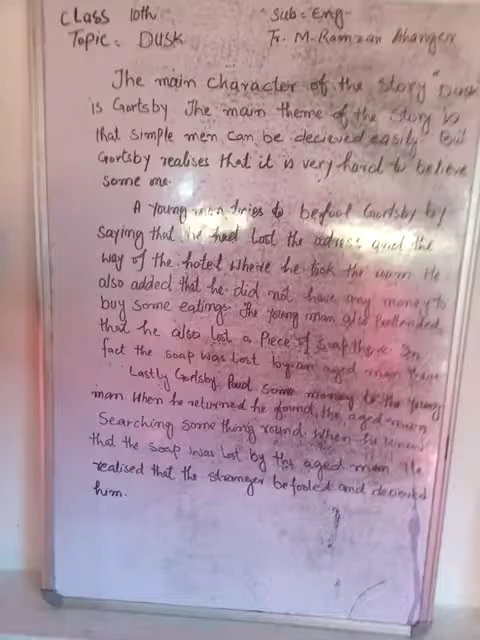 Class 10th Sub: Eng
Topic: Dusk Tr. M. Ramzan Ahanger
The main character of the story "Dusk
is Gortsby The main theme of the story is
that simple men can be decieved easily. But
Gortsby realises that it is very hard to believe
some one.
A young man tries to befool Gortsby by
saying that he had lost the adress and the
way of the hotel where he took the room He
also added that he did not have any money to
buy some eatings. The young man also Prettended
that he also lost a Piece of soap there In
fact the soap was lost by an aged man there
Lastly Gortsby Paid some money to the young
man. When he returned he found the aged man
Searching some thing round. When he
that the soap was lost by the aged man He
realised that the stranger befooled and decieved
him.